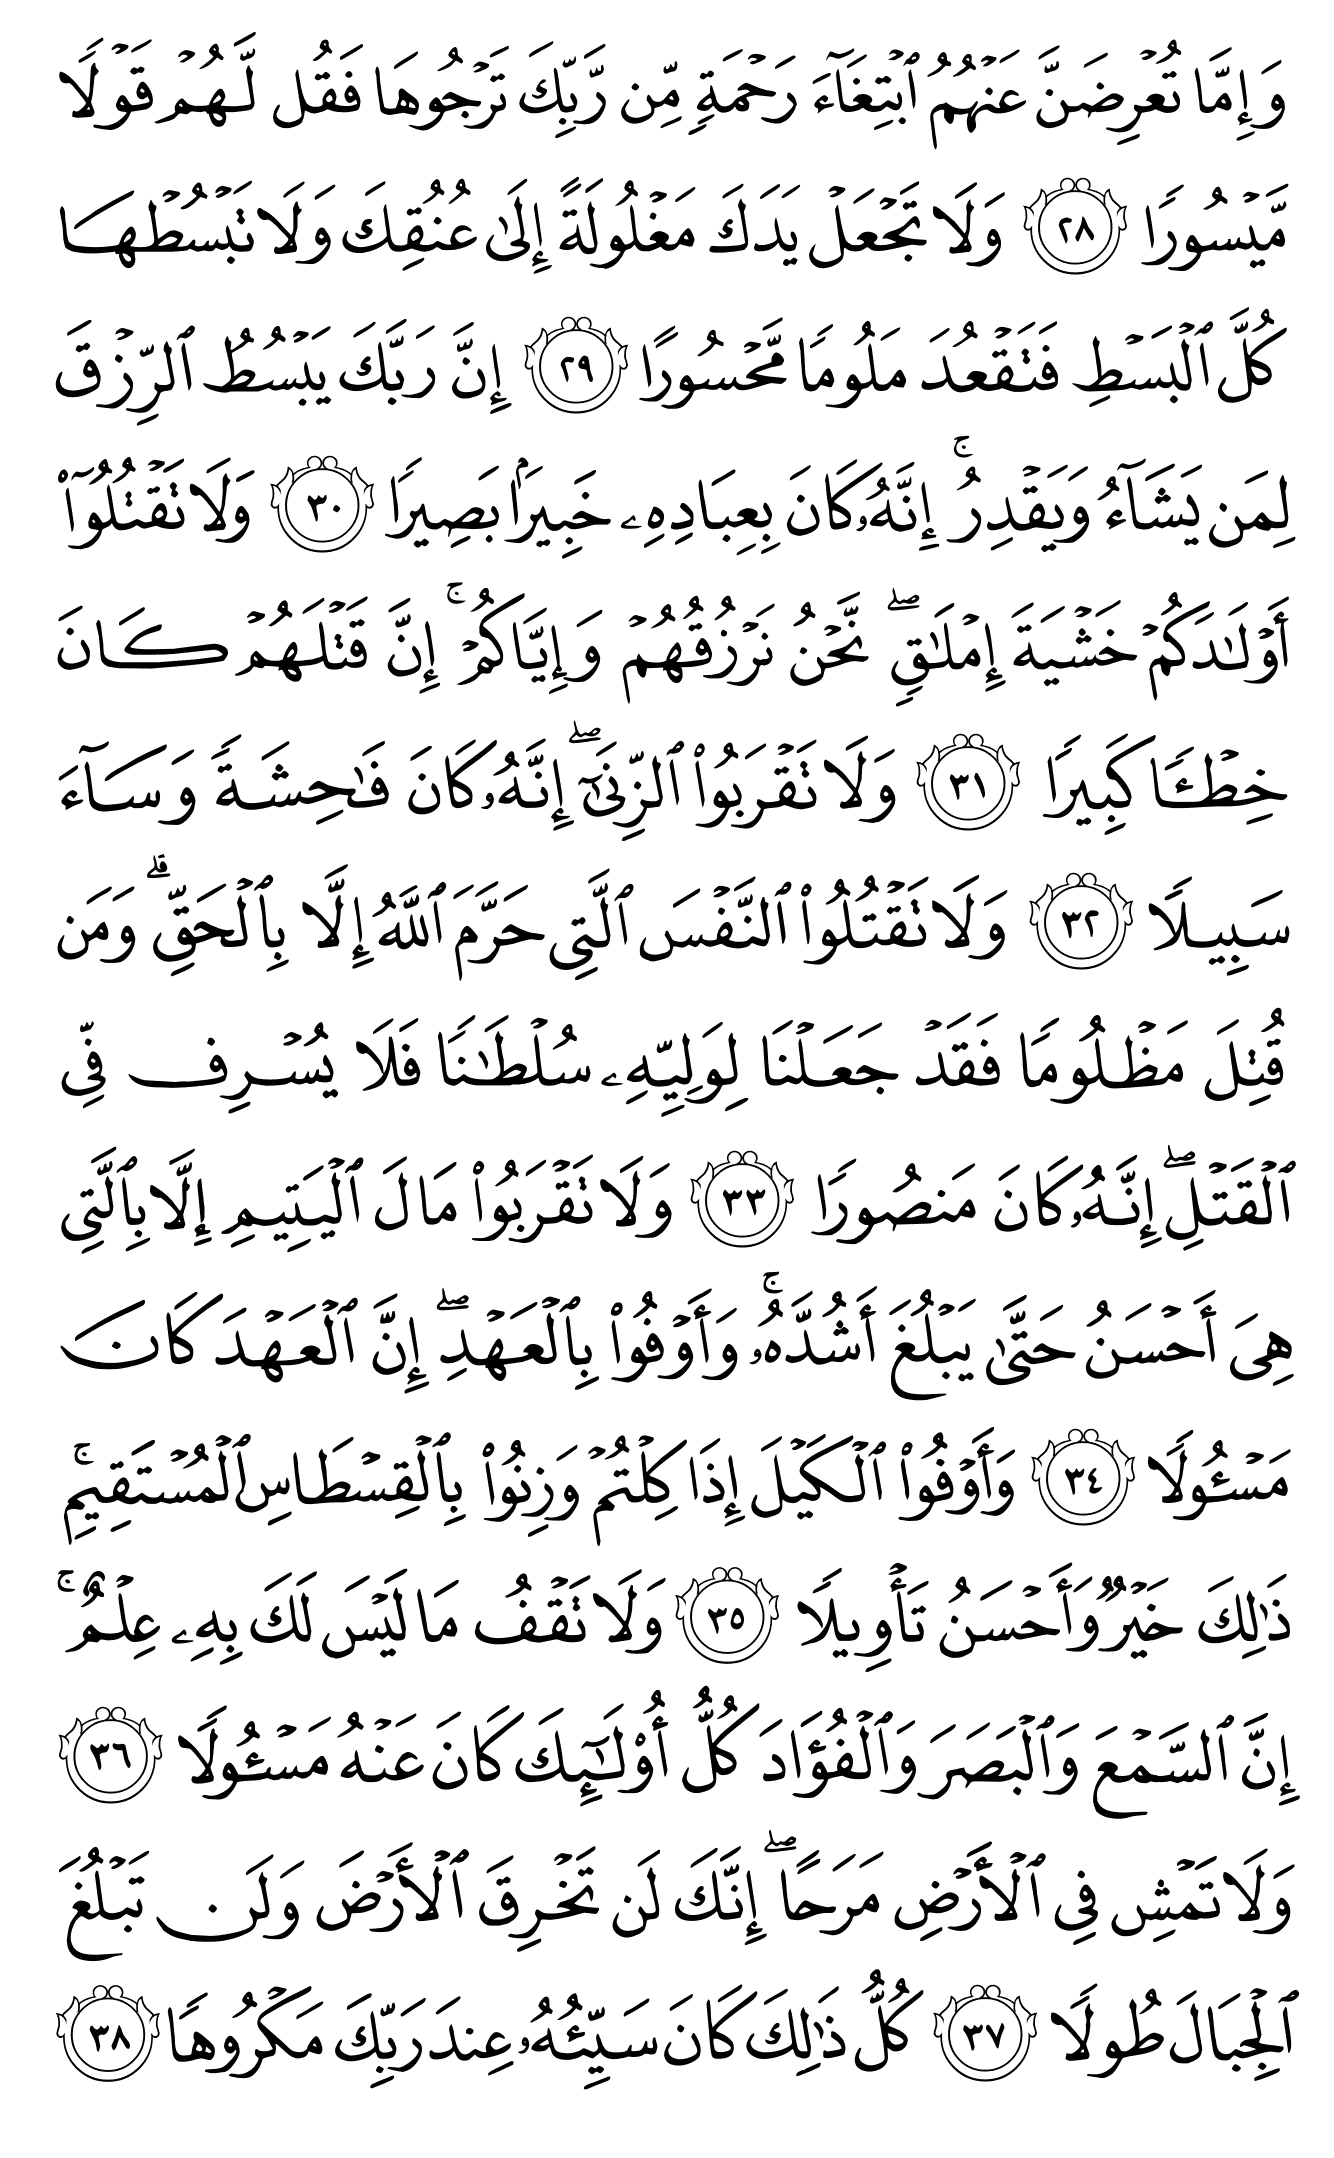 وَإِمَّا تُعْرِضَنَّ عَنْهُمُ ٱبْتِغَآءَ رَحْمَةٍ مِّن رَّبِّكَ تَرْجُوهَا فَقُل لَّهُمْ قَوْلًا
مَّيْسُورًا ٢٨ وَلَا تَجْعَلْ يَدَكَ مَغْلُولَةً إِلَىٰ عُنُقِكَ وَلَا تَبْسُطْهَا
كُلَّ ٱلْبَسْطِ فَتَقْعُدَ مَلُومًا مَّحْسُورًا ٢٩ إِنَّ رَبَّكَ يَبْسُطُ ٱلرِّزْقَ
لِمَن يَشَآءُ وَيَقْدِرُ ۚ إِنَّهُۥ كَانَ بِعِبَادِهِۦ خَبِيرًۢا بَصِيرًا ٣٠ وَلَا تَقْتُلُوٓا۟
أَوْلَـٰدَكُمْ خَشْيَةَ إِمْلَـٰقٍ ۖ نَّحْنُ نَرْزُقُهُمْ وَإِيَّاكُمْ ۚ إِنَّ قَتْلَهُمْ كَانَ
خِطْـًٔا كَبِيرًا ٣١ وَلَا تَقْرَبُوا۟ ٱلزِّنَىٰٓ ۖ إِنَّهُۥ كَانَ فَـٰحِشَةً وَسَآءَ
سَبِيلًا ٣٢ وَلَا تَقْتُلُوا۟ ٱلنَّفْسَ ٱلَّتِى حَرَّمَ ٱللَّهُ إِلَّا بِٱلْحَقِّ ۗ وَمَن
قُتِلَ مَظْلُومًا فَقَدْ جَعَلْنَا لِوَلِيِّهِۦ سُلْطَـٰنًا فَلَا يُسْرِف فِّى
ٱلْقَتْلِ ۖ إِنَّهُۥ كَانَ مَنصُورًا ٣٣ وَلَا تَقْرَبُوا۟ مَالَ ٱلْيَتِيمِ إِلَّا بِٱلَّتِى
هِىَ أَحْسَنُ حَتَّىٰ يَبْلُغَ أَشُدَّهُۥ ۚ وَأَوْفُوا۟ بِٱلْعَهْدِ ۖ إِنَّ ٱلْعَهْدَ كَانَ
مَسْـُٔولًا ٣٤ وَأَوْفُوا۟ ٱلْكَيْلَ إِذَا كِلْتُمْ وَزِنُوا۟ بِٱلْقِسْطَاسِ ٱلْمُسْتَقِيمِ ۚ
ذَٰلِكَ خَيْرٌ وَأَحْسَنُ تَأْوِيلًا ٣٥ وَلَا تَقْفُ مَا لَيْسَ لَكَ بِهِۦ عِلْمٌ ۚ
إِنَّ ٱلسَّمْعَ وَٱلْبَصَرَ وَٱلْفُؤَادَ كُلُّ أُو۟لَـٰٓئِكَ كَانَ عَنْهُ مَسْـُٔولًا ٣٦
وَلَا تَمْشِ فِى ٱلْأَرْضِ مَرَحًا ۖ إِنَّكَ لَن تَخْرِقَ ٱلْأَرْضَ وَلَن تَبْلُغَ
ٱلْجِبَالَ طُولًا ٣٧ كُلُّ ذَٰلِكَ كَانَ سَيِّئُهُۥ عِندَ رَبِّكَ مَكْرُوهًا ٣٨